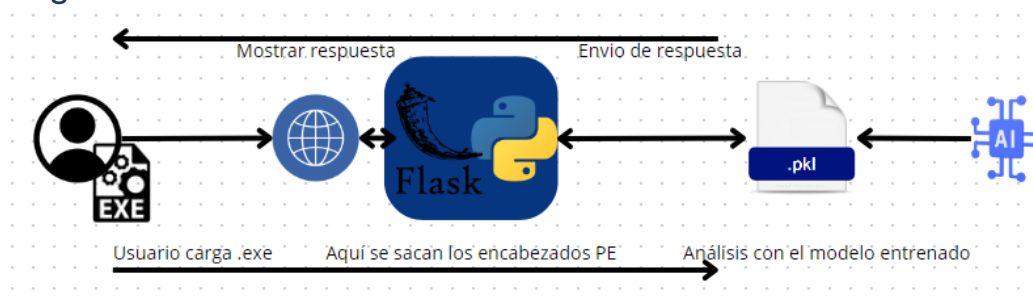 Mostrar respuesta
Envio de respuesta
Flask
.pkl
AI
EXE
Usuario carga .exe
Aquí se sacan los encabezados PE
Análisis con el modelo entrenado